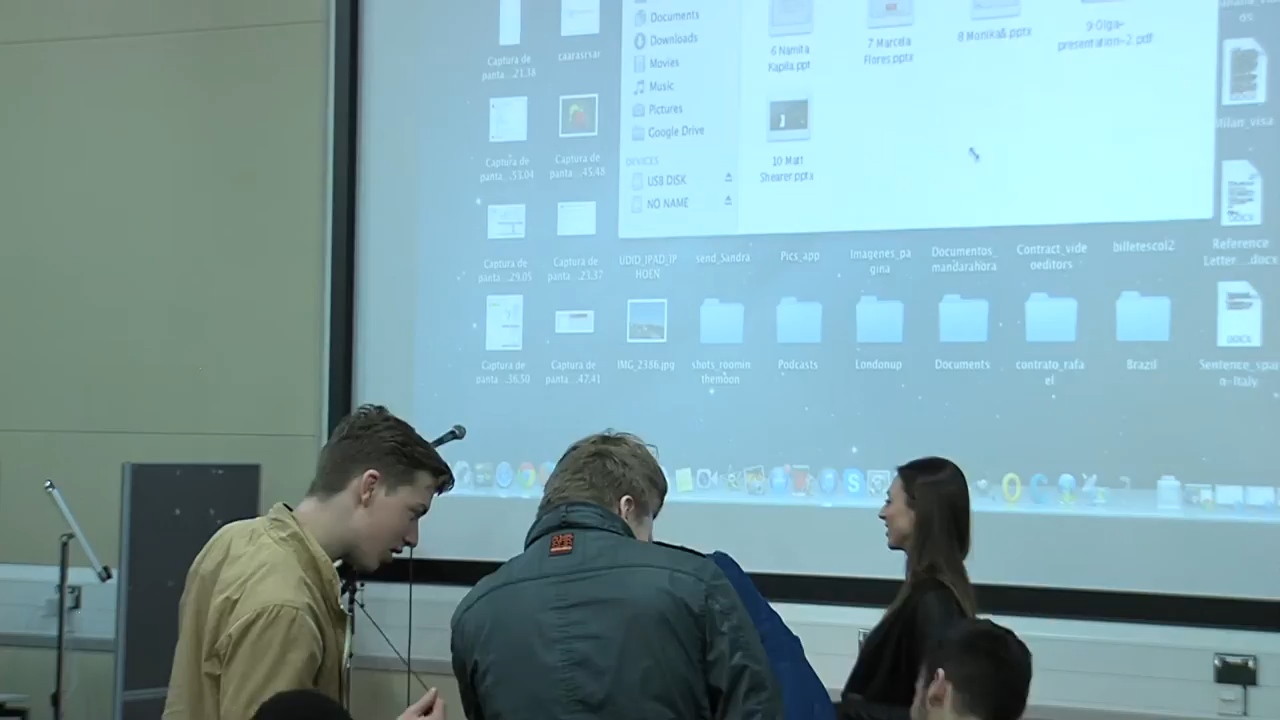 Documents
Downloads
Movies
Music
Pictures
Google Drive
DEVICES
USB DISK
NO NAME
6 Namita
Kapila.ppt
7 Marcela
Flores.pptx
8 Monika8.pptx
9 Olga-
presentation-2.pdf
10 Matt
Shearer.pptx
Captura de
panta...21.38
Captura de
panta...53.04
Captura de
panta...45.48
Captura de
panta...29.05
Captura de
panta...23.37
UDID_IPAD_IP
HOEN
send_Sandra
Pics_app
Imagenes_pa
gina
Documentos_
mandarahora
Contract_vide
oeditors
billetescol2
Milan_visa
DOCX
Reference
Letter...docx
Captura de
panta...36.50
Captura de
panta...47.41
IMG_2386.jpg
shots_roomin
themoon
Podcasts
Londonup
Documents
contrato_rafa
el
Brazil
DOCX
Sentence_spai
n-Italy